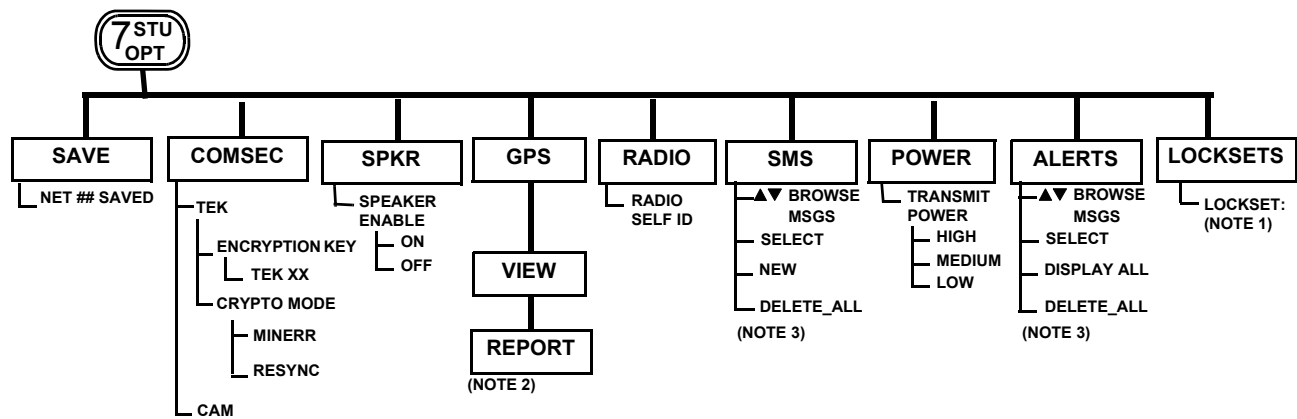 7 STU
OPT
SAVE
NET ## SAVED
COMSEC
TEK
ENCRYPTION KEY
TEK XX
CRYPTO MODE
MINERR
RESYNC
CAM
SPKR
SPEAKER
ENABLE
ON
OFF
GPS
VIEW
REPORT
(NOTE 2)
RADIO
RADIO
SELF ID
SMS
▲▼ BROWSE
MSGS
SELECT
NEW
DELETE_ALL
(NOTE 3)
POWER
TRANSMIT
POWER
HIGH
MEDIUM
LOW
ALERTS
▲▼ BROWSE
MSGS
SELECT
DISPLAY ALL
DELETE_ALL
(NOTE 3)
LOCKSETS
LOCKSET:
(NOTE 1)